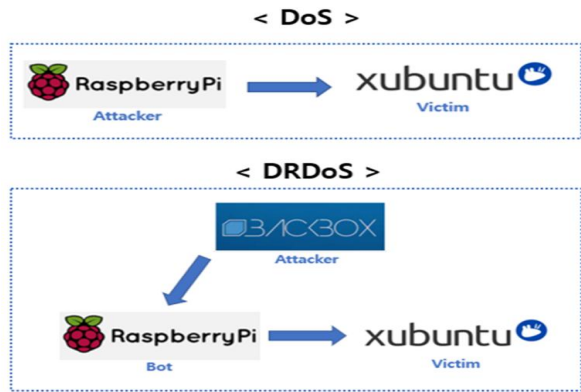 < DoS >
RaspberryPi
xubuntu
Attacker
Victim
< DRDoS >
BACKBOX
Attacker
RaspberryPi
xubuntu
Bot
Victim